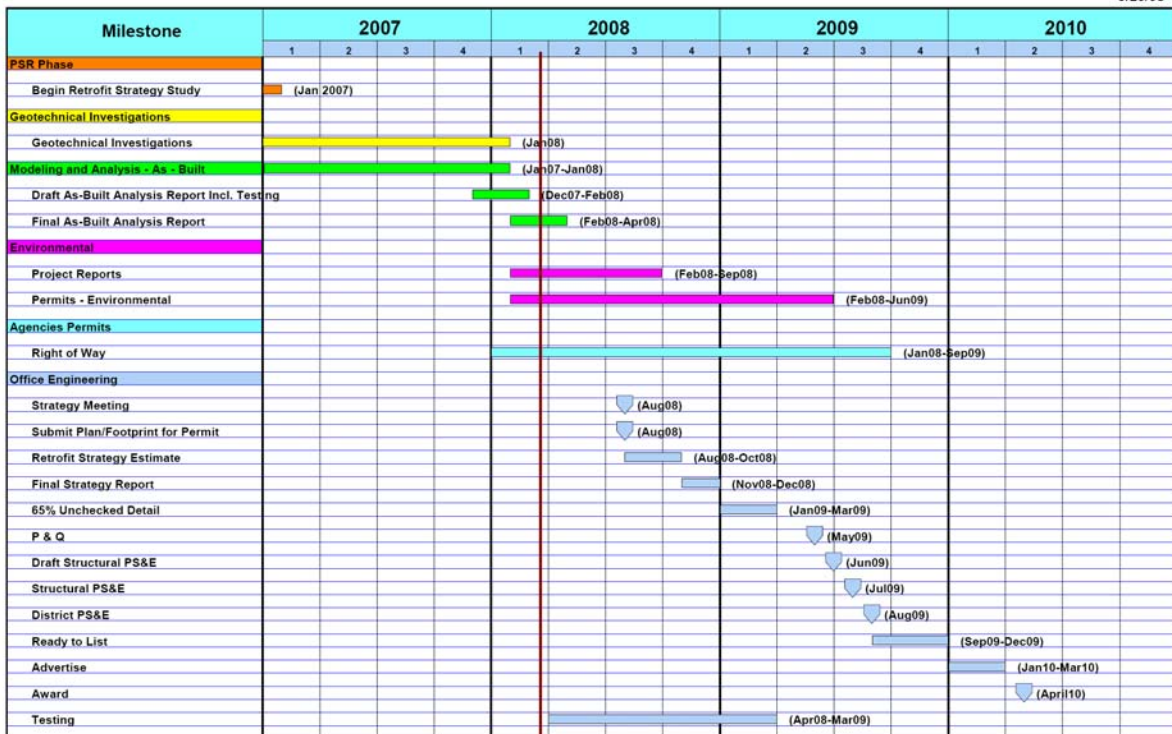 Milestone 2007 2008 2009 2010
1 2 3 4 1 2 3 4 1 2 3 4 1 2 3 4
PSR Phase
Begin Retrofit Strategy Study (Jan 2007)
Geotechnical Investigations
Geotechnical Investigations (Jan08)
Modeling and Analysis - As - Built (Jan07-Jan08)
Draft As-Built Analysis Report Incl. Testing (Dec07-Feb08)
Final As-Built Analysis Report (Feb08-Apr08)
Environmental
Project Reports (Feb08-Sep08)
Permits - Environmental (Feb08-Jun09)
Agencies Permits
Right of Way (Jan08-Sep09)
Office Engineering
Strategy Meeting (Aug08)
Submit Plan/Footprint for Permit (Aug08)
Retrofit Strategy Estimate (Aug08-Oct08)
Final Strategy Report (Nov08-Dec08)
65% Unchecked Detail (Jan09-Mar09)
P & Q (May09)
Draft Structural PS&E (Jun09)
Structural PS&E (Jul09)
District PS&E (Aug09)
Ready to List (Sep09-Dec09)
Advertise (Jan10-Mar10)
Award (April10)
Testing (Apr08-Mar09)